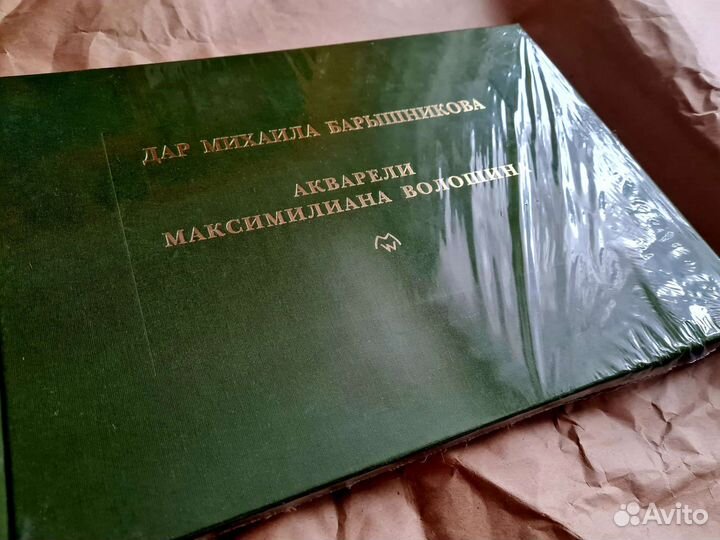 ДАР МИХАИЛА БАРЫШНИКОВА
АКВАРЕЛИ
МАКСИМИЛИАНА ВОЛОШИНА
Avito